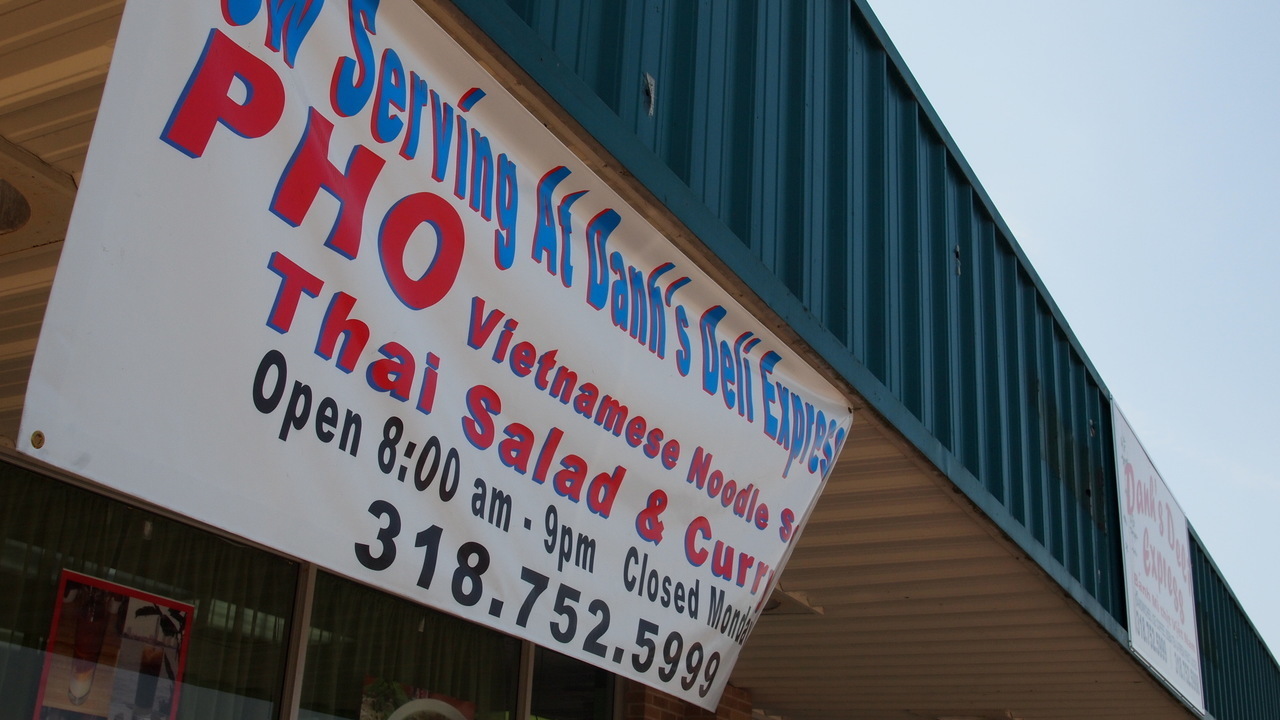 Serving At Danh's Deli Express
PHO Vietnamese Noodle
Thai Salad & Curry
Open 8:00 am - 9pm Closed Monda
318.752.5999
Danh's Deli
Express